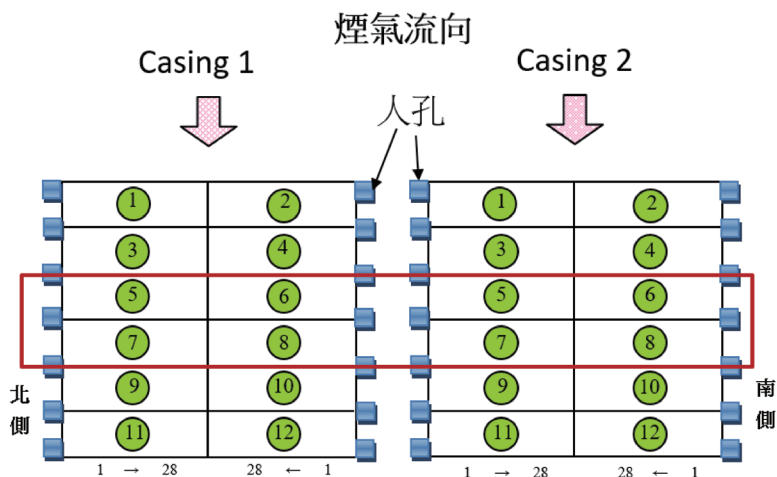 煙氣流向
Casing 1
Casing 2
人孔
1 2 1 2
3 4 3 4
5 6 5 6
7 8 7 8
9 10 9 10
11 12 11 12
北側
南側
1 → 28 28 ← 1
1 → 28 28 ← 1